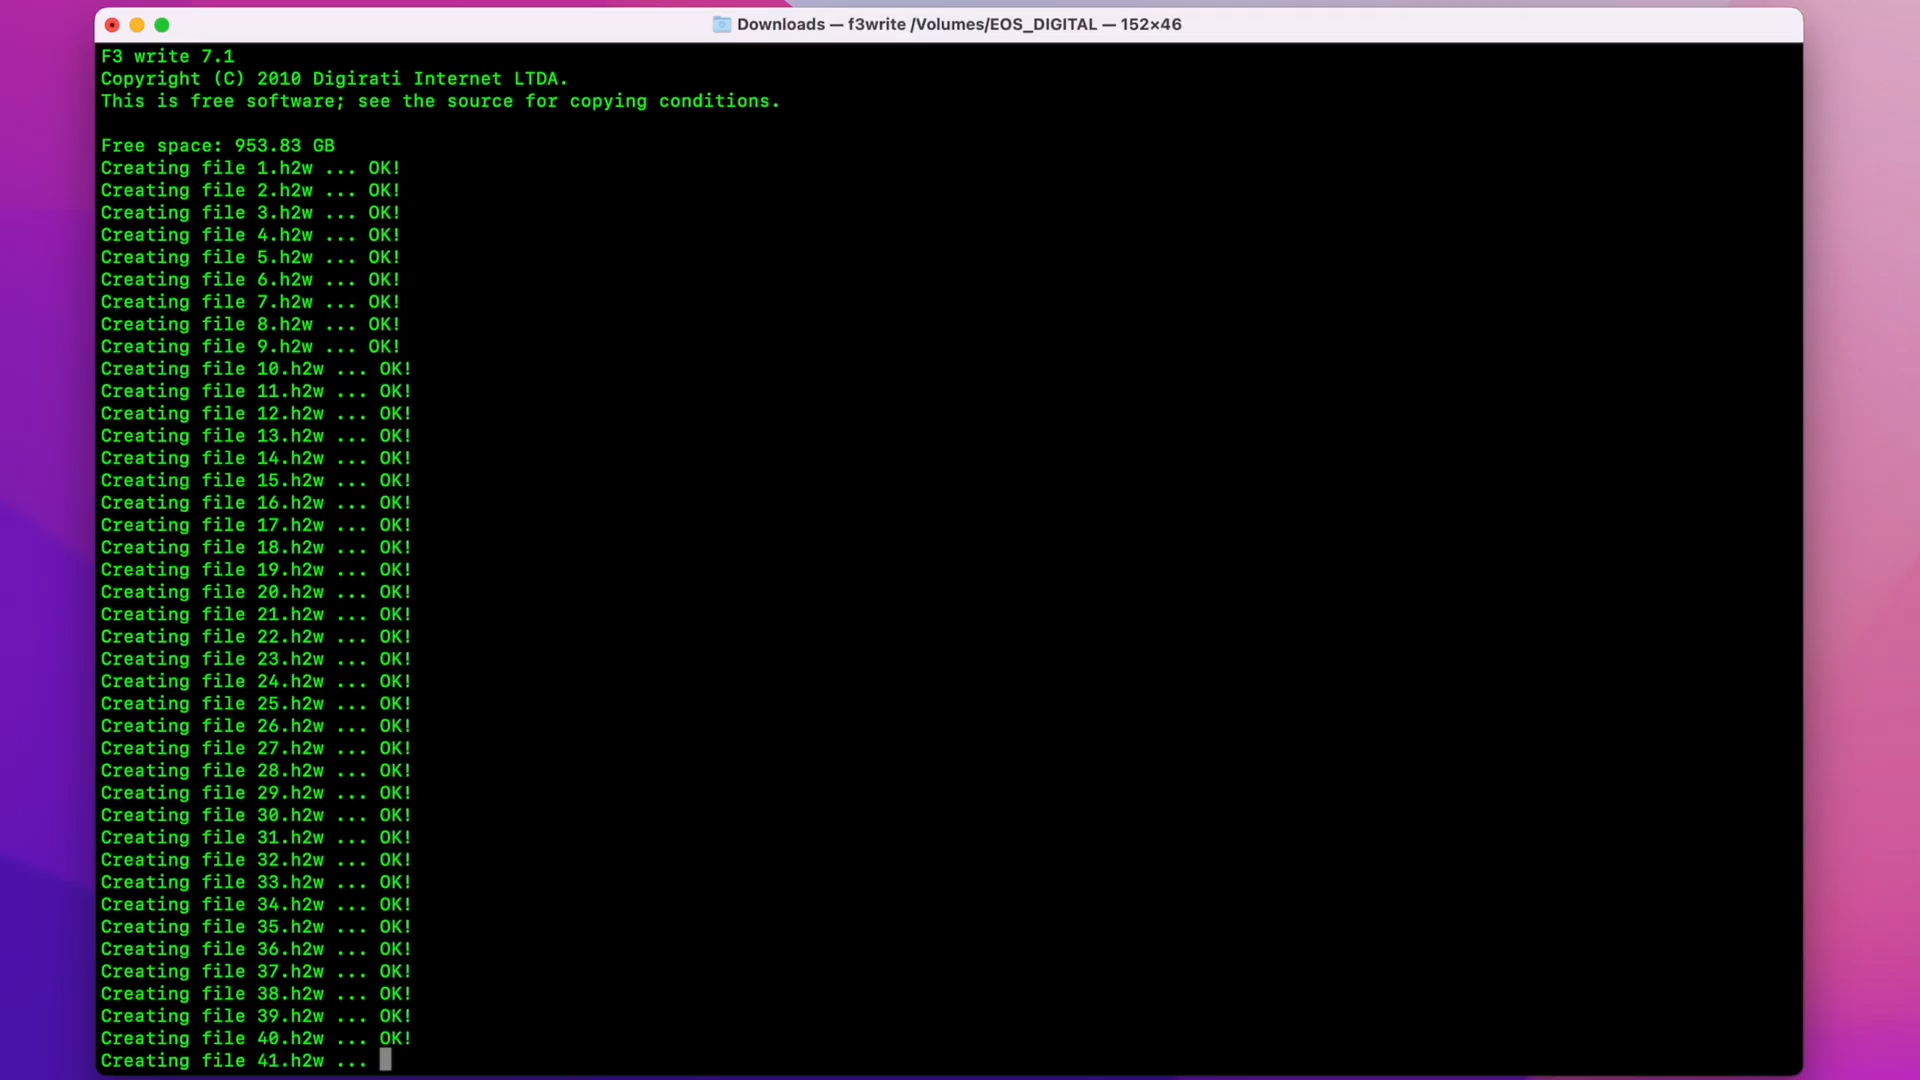 Downloads — f3write /Volumes/EOS_DIGITAL — 152×46
F3 write 7.1
Copyright (C) 2010 Digirati Internet LTDA.
This is free software; see the source for copying conditions.
Free space: 953.83 GB
Creating file 1.h2w ... OK!
Creating file 2.h2w ... OK!
Creating file 3.h2w ... OK!
Creating file 4.h2w ... OK!
Creating file 5.h2w ... OK!
Creating file 6.h2w ... OK!
Creating file 7.h2w ... OK!
Creating file 8.h2w ... OK!
Creating file 9.h2w ... OK!
Creating file 10.h2w ... OK!
Creating file 11.h2w ... OK!
Creating file 12.h2w ... OK!
Creating file 13.h2w ... OK!
Creating file 14.h2w ... OK!
Creating file 15.h2w ... OK!
Creating file 16.h2w ... OK!
Creating file 17.h2w ... OK!
Creating file 18.h2w ... OK!
Creating file 19.h2w ... OK!
Creating file 20.h2w ... OK!
Creating file 21.h2w ... OK!
Creating file 22.h2w ... OK!
Creating file 23.h2w ... OK!
Creating file 24.h2w ... OK!
Creating file 25.h2w ... OK!
Creating file 26.h2w ... OK!
Creating file 27.h2w ... OK!
Creating file 28.h2w ... OK!
Creating file 29.h2w ... OK!
Creating file 30.h2w ... OK!
Creating file 31.h2w ... OK!
Creating file 32.h2w ... OK!
Creating file 33.h2w ... OK!
Creating file 34.h2w ... OK!
Creating file 35.h2w ... OK!
Creating file 36.h2w ... OK!
Creating file 37.h2w ... OK!
Creating file 38.h2w ... OK!
Creating file 39.h2w ... OK!
Creating file 40.h2w ... OK!
Creating file 41.h2w ...